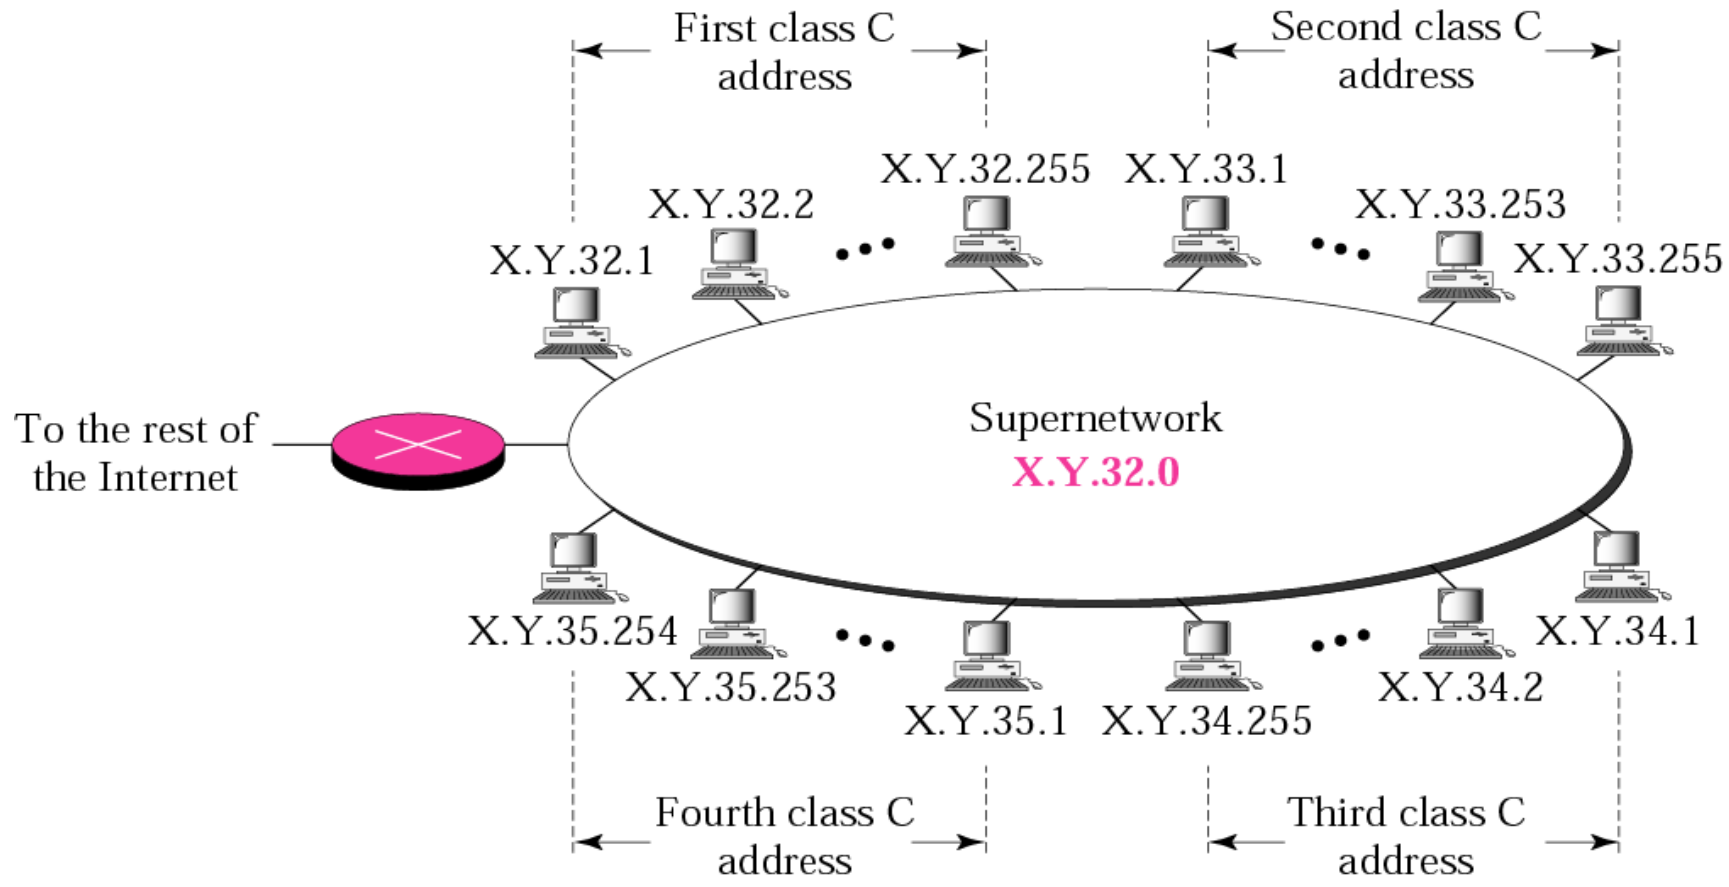 First class C
address
Second class C
address
X.Y.32.255
X.Y.33.1
X.Y.32.2
X.Y.33.253
X.Y.32.1
X.Y.33.255
To the rest of
the Internet
Supernetwork
X.Y.32.0
X.Y.35.254
X.Y.34.1
X.Y.35.253
X.Y.34.2
X.Y.35.1
X.Y.34.255
Fourth class C
address
Third class C
address